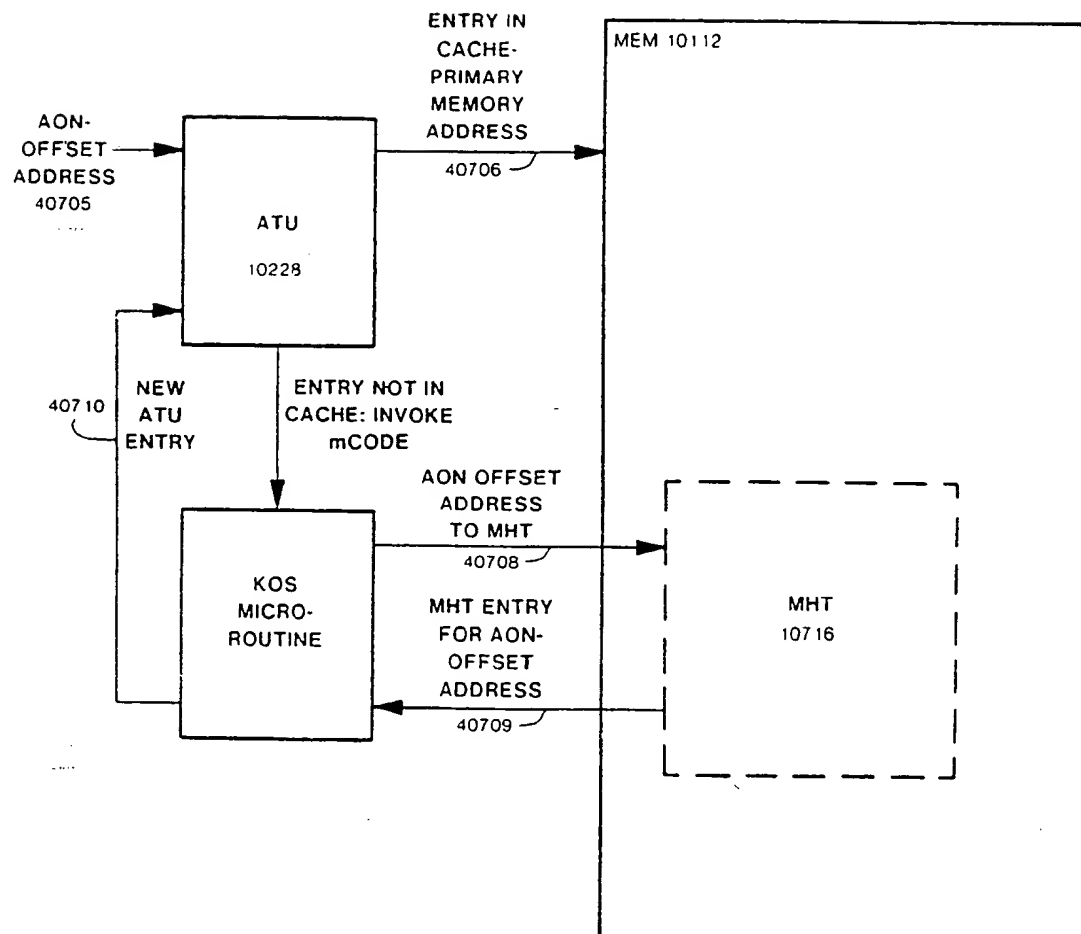 ENTRY IN
CACHE-
PRIMARY
MEMORY
ADDRESS
40706
MEM 10112
AON-
OFFSET
ADDRESS
40705
ATU
10228
40710
NEW
ATU
ENTRY
ENTRY NOT IN
CACHE: INVOKE
mCODE
AON OFFSET
ADDRESS
TO MHT
40708
KOS
MICRO-
ROUTINE
MHT ENTRY
FOR AON-
OFFSET
ADDRESS
40709
MHT
10716